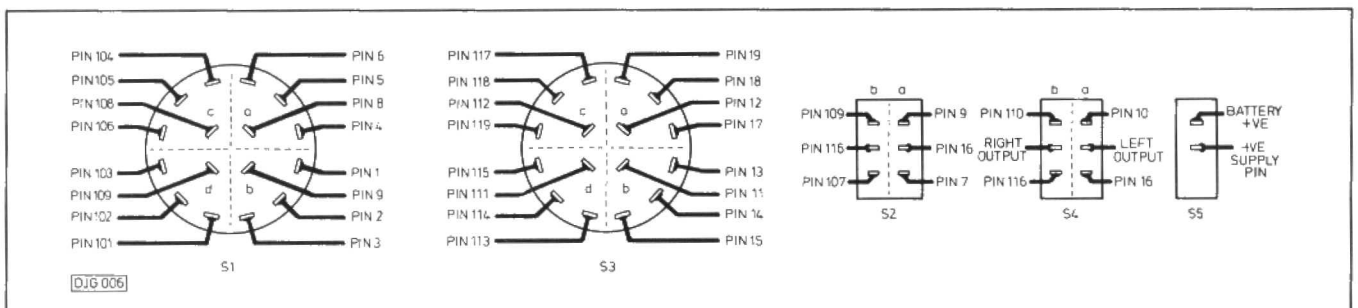 PIN 104
PIN 105
PIN 108
PIN 106
PIN 103
PIN 109
PIN 102
PIN 101
c
a
d
b
PIN 6
PIN 5
PIN 8
PIN 4
PIN 1
PIN 9
PIN 2
PIN 3
S1
DJG 006
PIN 117
PIN 118
PIN 112
PIN 119
PIN 115
PIN 111
PIN 114
PIN 113
c
a
d
b
PIN 19
PIN 18
PIN 12
PIN 17
PIN 13
PIN 11
PIN 14
PIN 15
S3
b a
PIN 109
PIN 9
PIN 116
PIN 16
PIN 107
PIN 7
S2
b a
PIN 110
PIN 10
RIGHT
OUTPUT
LEFT
OUTPUT
PIN 116
PIN 16
S4
BATTERY
+VE
+VE
SUPPLY
PIN
S5